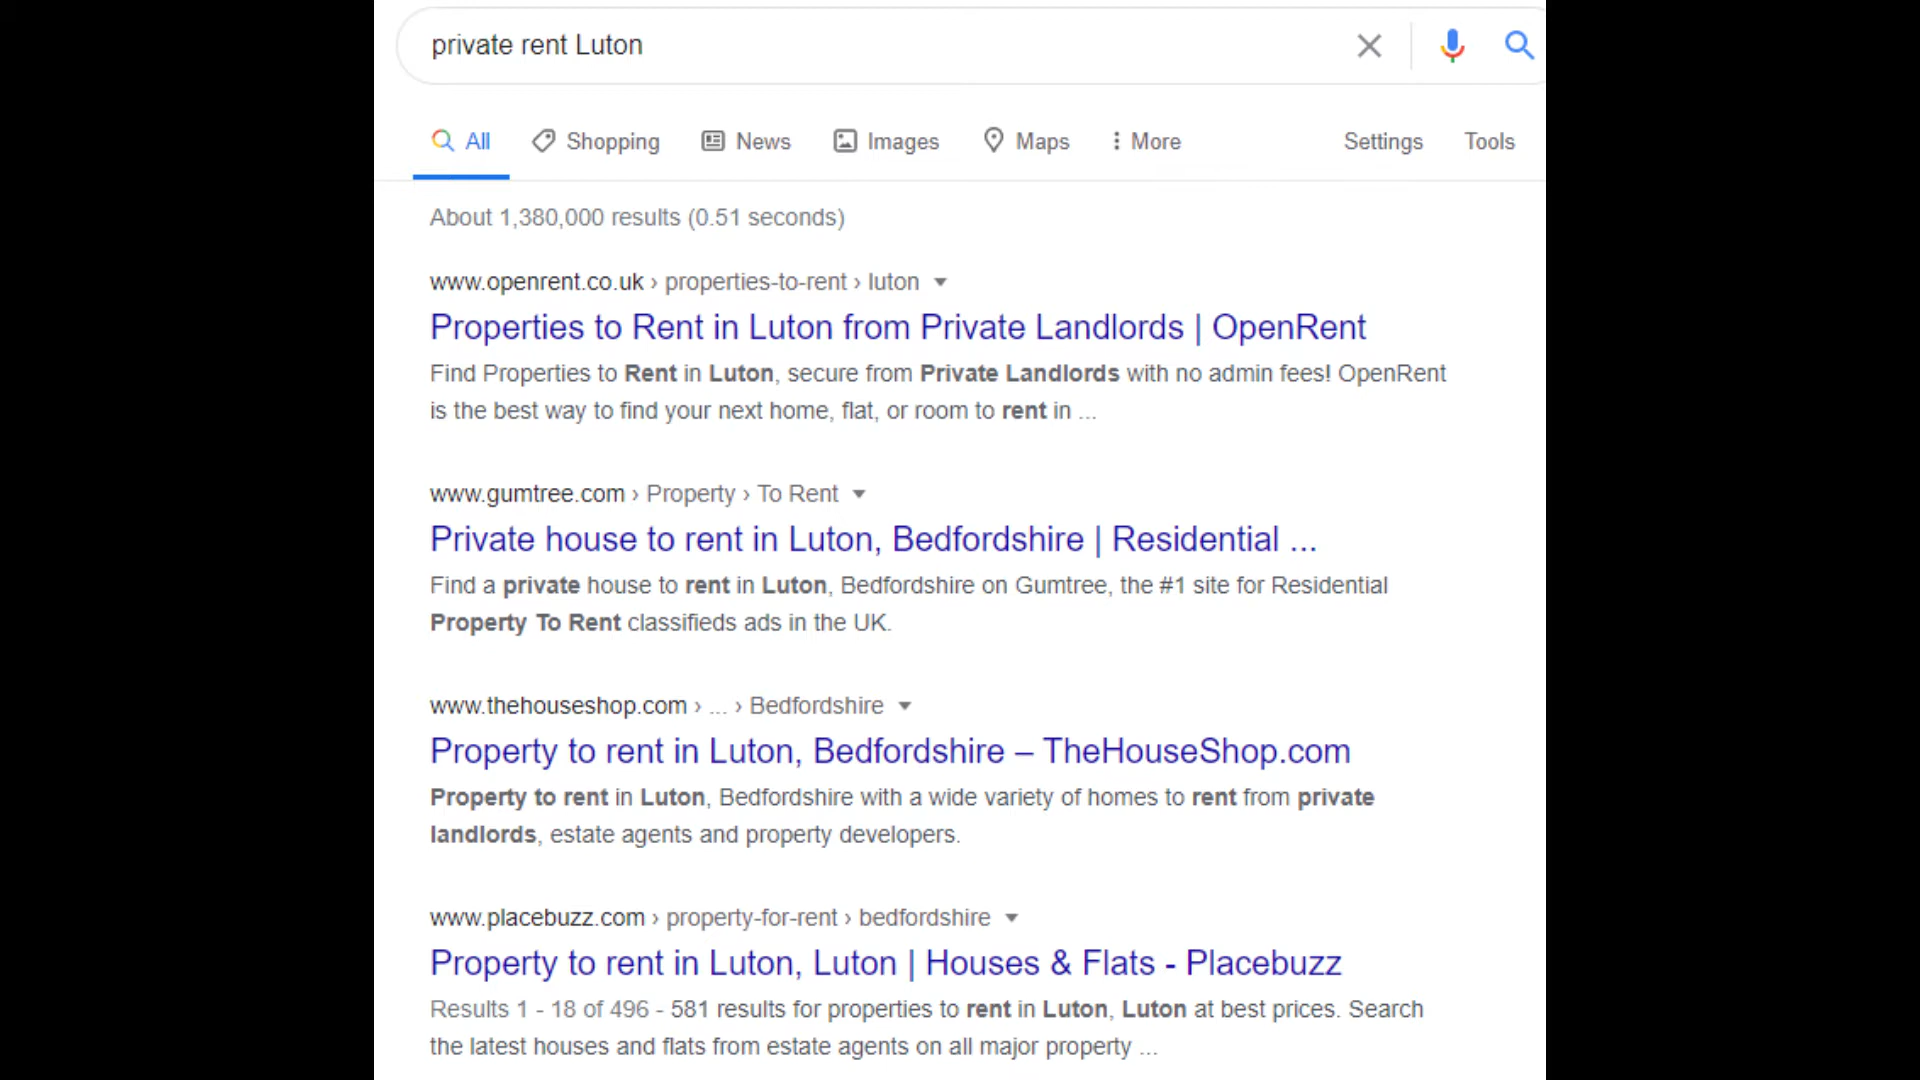 private rent Luton
All Shopping News Images Maps More Settings Tools
About 1,380,000 results (0.51 seconds)
www.openrent.co.uk › properties-to-rent › luton
Properties to Rent in Luton from Private Landlords | OpenRent
Find Properties to Rent in Luton, secure from Private Landlords with no admin fees! OpenRent
is the best way to find your next home, flat, or room to rent in ...
www.gumtree.com › Property › To Rent
Private house to rent in Luton, Bedfordshire | Residential ...
Find a private house to rent in Luton, Bedfordshire on Gumtree, the #1 site for Residential
Property To Rent classifieds ads in the UK.
www.thehouseshop.com › ... › Bedfordshire
Property to rent in Luton, Bedfordshire – TheHouseShop.com
Property to rent in Luton, Bedfordshire with a wide variety of homes to rent from private
landlords, estate agents and property developers.
www.placebuzz.com › property-for-rent › bedfordshire
Property to rent in Luton, Luton | Houses & Flats - Placebuzz
Results 1 - 18 of 496 - 581 results for properties to rent in Luton, Luton at best prices. Search
the latest houses and flats from estate agents on all major property ...